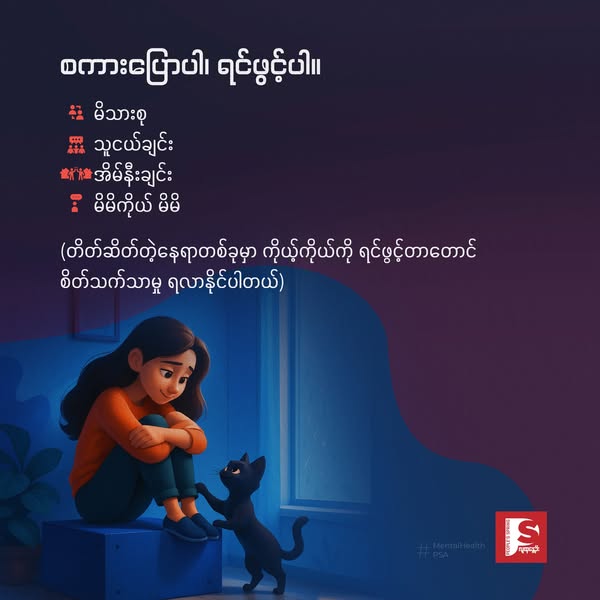 စကားပြောပါ၊ ရင်ဖွင့်ပါ။
မိသားစု
သူငယ်ချင်း
အိမ်နီးချင်း
မိမိကိုယ် မိမိ
(တိတ်ဆိတ်တဲ့နေရာတစ်ခုမှာ ကိုယ့်ကိုယ်ကို ရင်ဖွင့်တာတောင်
စိတ်သက်သာမှု ရလာနိုင်ပါတယ်)
# MentalHealth
PSA
PEOPLE'S SPRING